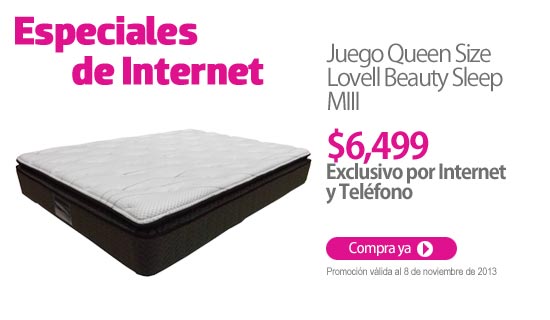 Especiales
de Internet
Juego Queen Size
Lovell Beauty Sleep
MIII
$6,499
Exclusivo por Internet
y Teléfono
Compra ya
Promoción válida al 8 de noviembre de 2013